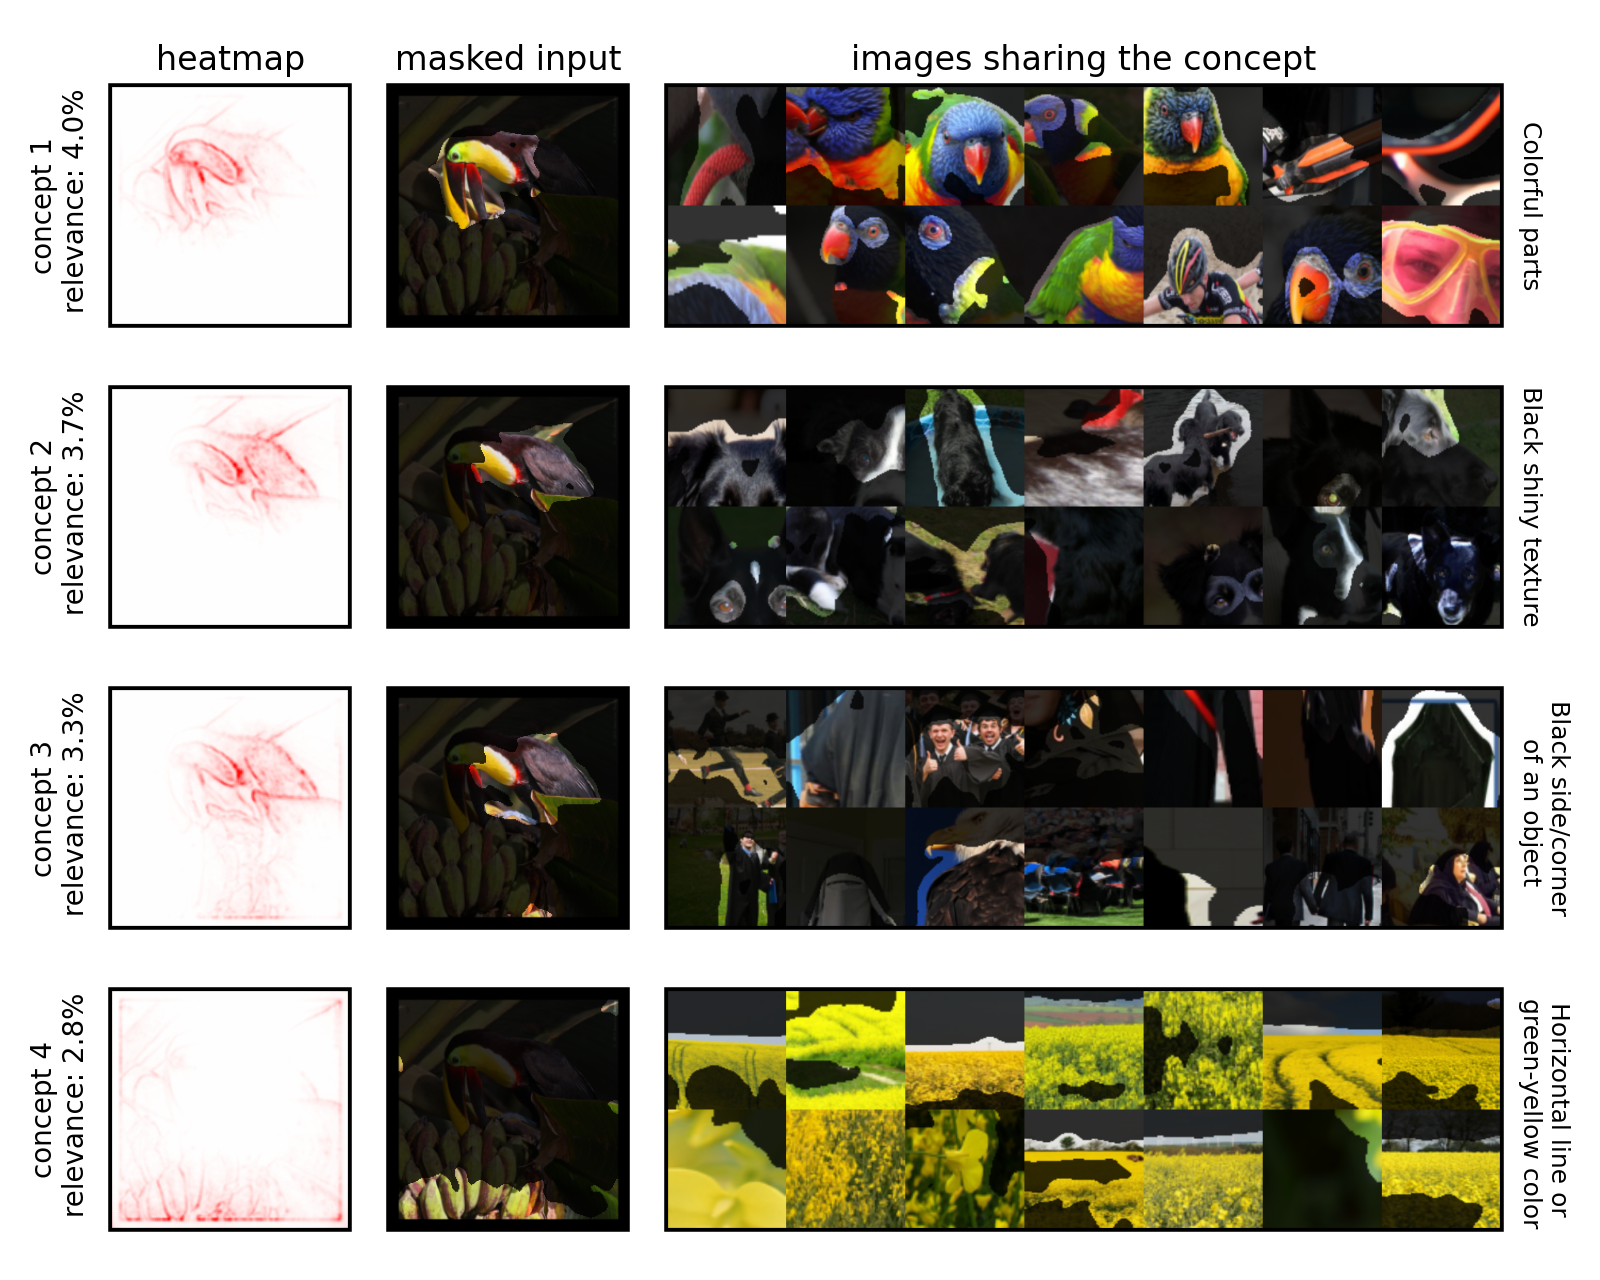 heatmap
masked input
images sharing the concept
concept 1
relevance: 4.0%
Colorful parts
concept 2
relevance: 3.7%
Black shiny texture
concept 3
relevance: 3.3%
Black side/corner
of an object
concept 4
relevance: 2.8%
Horizontal line or
green-yellow color